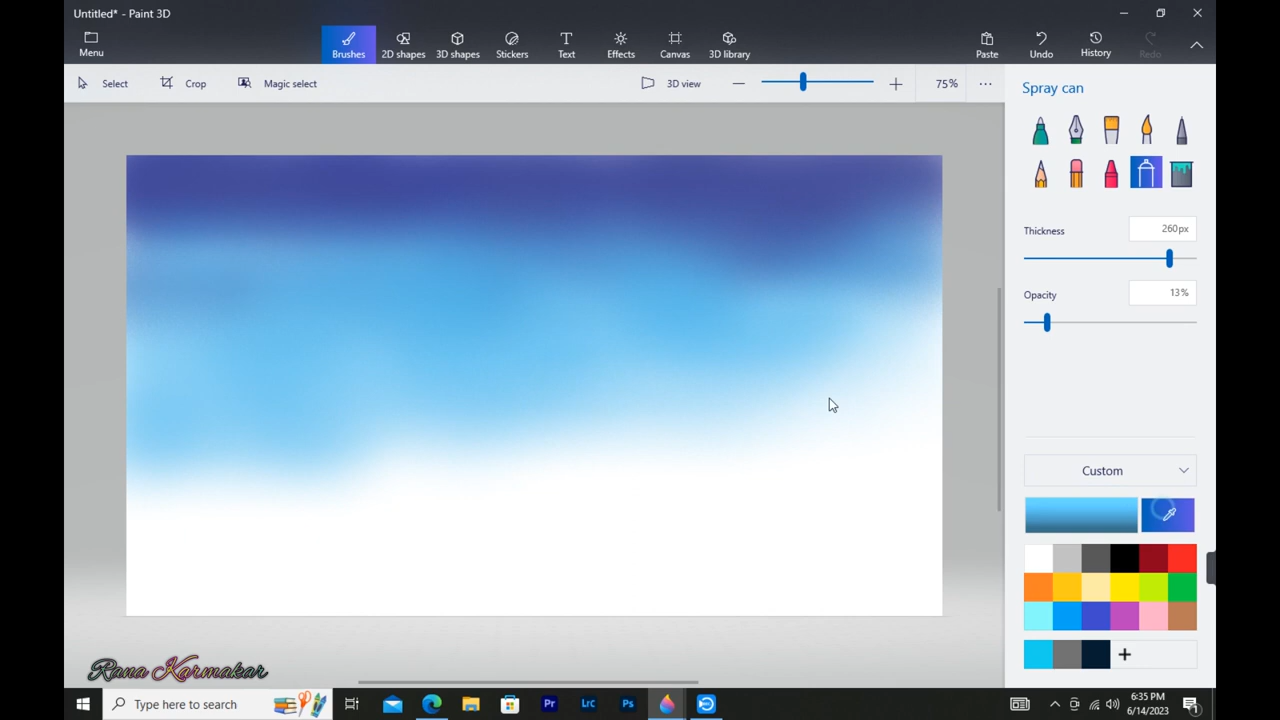 Untitled* - Paint 3D
Menu
Brushes
2D shapes
3D shapes
Stickers
Text
Effects
Canvas
3D library
Paste
Undo
History
Redo
Select
Crop
Magic select
3D view
75%
Spray can
Thickness
260px
Opacity
13%
Custom
Rana Karmakar
Type here to search
Pr
Lrc
Ps
6:35 PM
6/14/2023
1